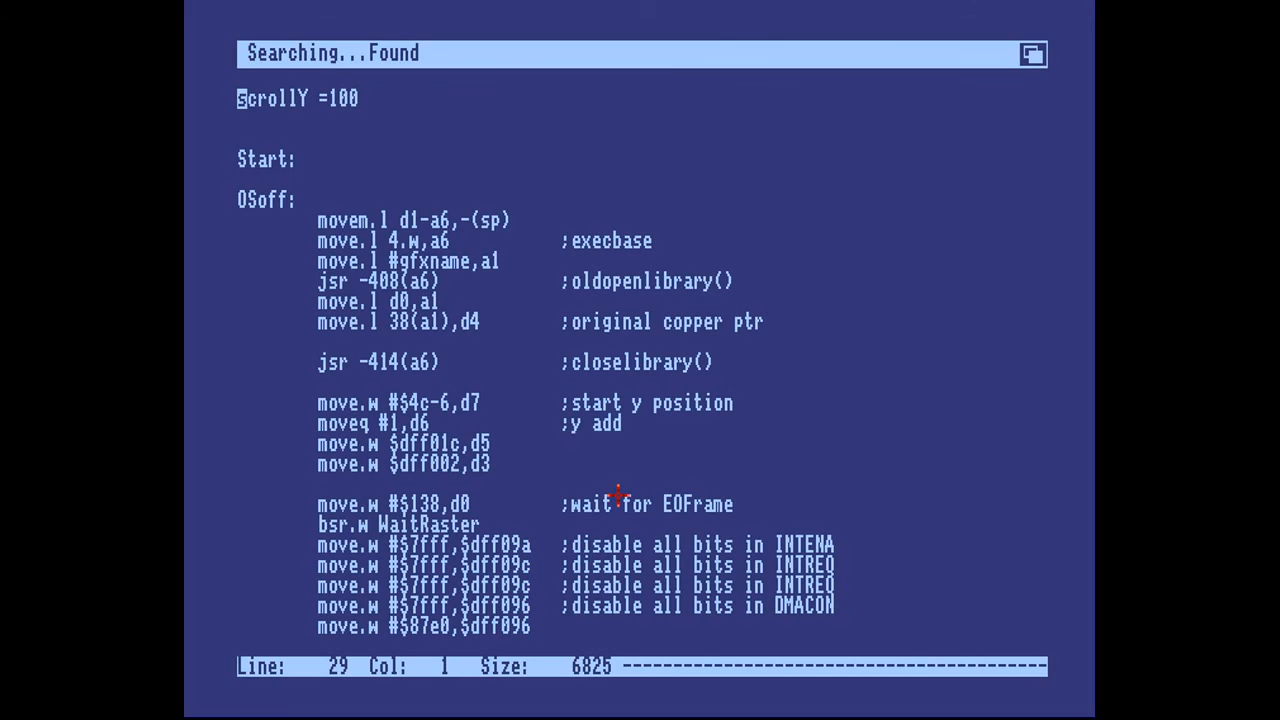 Searching...Found
scrollY =100
Start:
OSoff:
movem.l d1-a6,-(sp)
move.l 4.w,a6 ;execbase
move.l #gfxname,a1
jsr -408(a6) ;oldopenlibrary()
move.l d0,a1
move.l 38(a1),d4 ;original copper ptr
jsr -414(a6) ;closelibrary()
move.w #$4c-6,d7 ;start y position
moveq #1,d6 ;y add
move.w $dff01c,d5
move.w $dff002,d3
move.w #$138,d0 ;wait for EOFrame
bsr.w WaitRaster
move.w #$7fff,$dff09a ;disable all bits in INTENA
move.w #$7fff,$dff09c ;disable all bits in INTREQ
move.w #$7fff,$dff09c ;disable all bits in INTREQ
move.w #$7fff,$dff096 ;disable all bits in DMACON
move.w #$87e0,$dff096
Line: 29 Col: 1 Size: 6825 ------------------------------------------